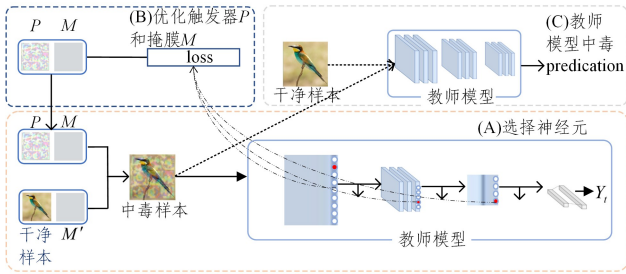 (B)优化触发器P
和掩膜M
P M
loss
(C)教师
模型中毒
predication
干净样本
教师模型
P M
(A)选择神经元
中毒样本
Yt
干净
样本
M′
教师模型